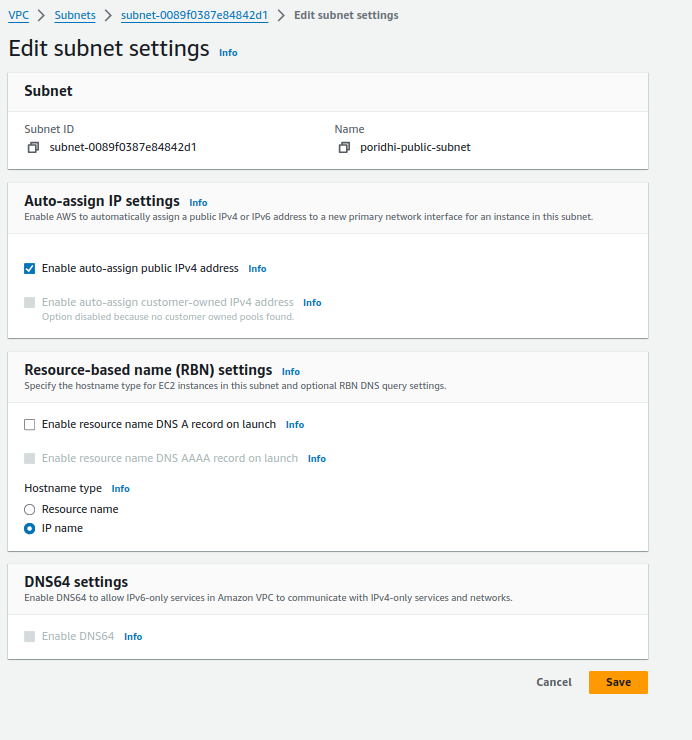 VPC > Subnets > subnet-0089f0387e84842d1 > Edit subnet settings
Edit subnet settings Info
Subnet
Subnet ID
subnet-0089f0387e84842d1
Name
poridhi-public-subnet
Auto-assign IP settings Info
Enable AWS to automatically assign a public IPv4 or IPv6 address to a new primary network interface for an instance in this subnet.
Enable auto-assign public IPv4 address Info
Enable auto-assign customer-owned IPv4 address Info
Option disabled because no customer owned pools found.
Resource-based name (RBN) settings Info
Specify the hostname type for EC2 instances in this subnet and optional RBN DNS query settings.
Enable resource name DNS A record on launch Info
Enable resource name DNS AAAA record on launch Info
Hostname type Info
Resource name
IP name
DNS64 settings
Enable DNS64 to allow IPv6-only services in Amazon VPC to communicate with IPv4-only services and networks.
Enable DNS64 Info
Cancel Save